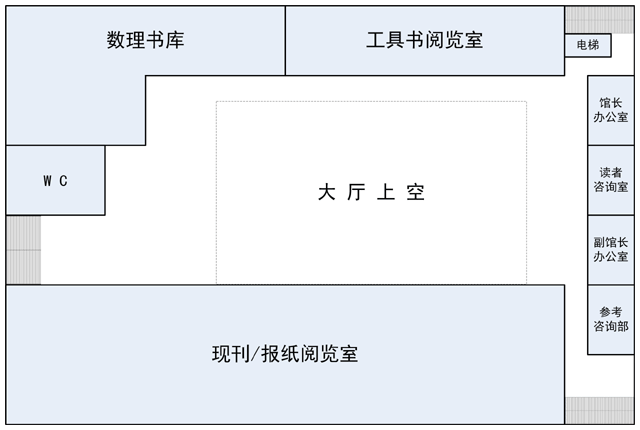 数理书库
工具书阅览室
电梯
馆长
办公室
WC
大厅上空
读者
咨询室
副馆长
办公室
参考
咨询部
现刊/报纸阅览室